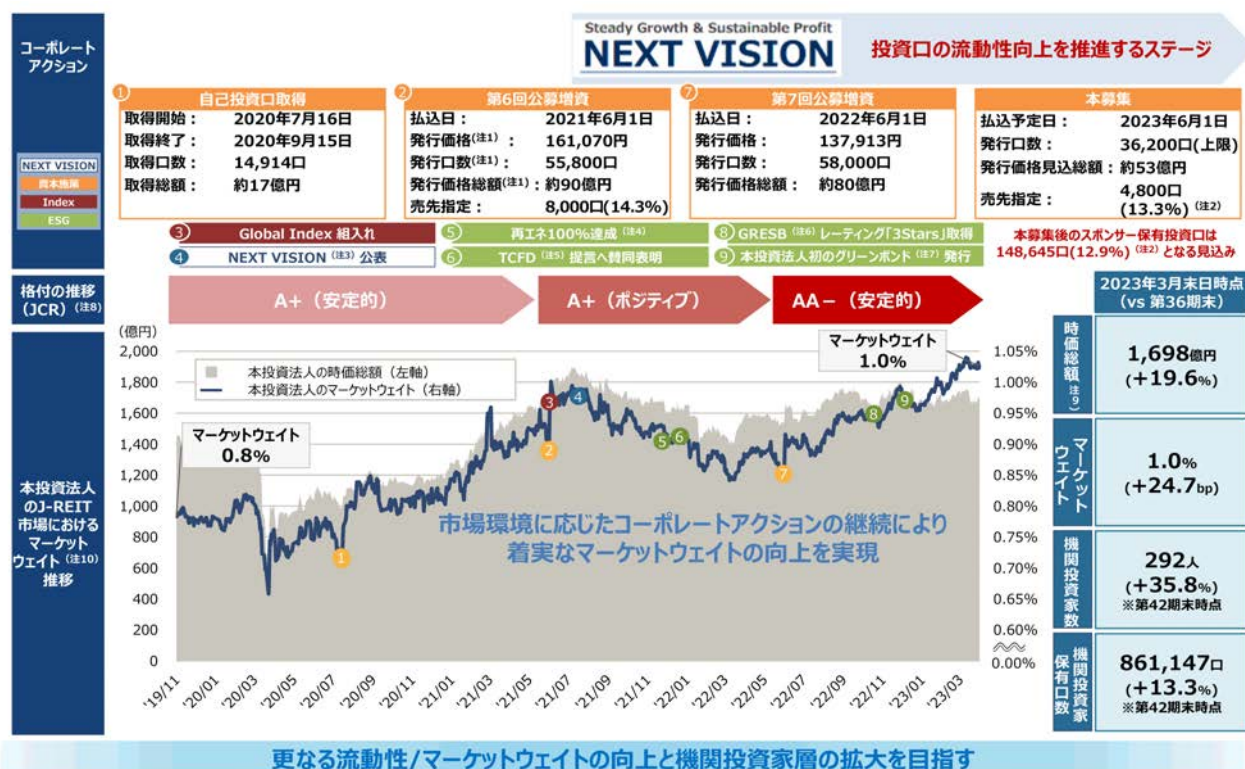 コーポレート
アクション
Steady Growth & Sustainable Profit
NEXT VISION
投資口の流動性向上を推進するステージ
NEXT VISION
資本施策
Index
ESG
① 自己投資口取得
取得開始： 2020年7月16日
取得終了： 2020年9月15日
取得口数： 14,914口
取得総額： 約17億円
② 第6回公募増資
払込日： 2021年6月1日
発行価格(注1)： 161,070円
発行口数(注1)： 55,800口
発行価格総額(注1)：約90億円
売先指定： 8,000口(14.3%)
⑦ 第7回公募増資
払込日： 2022年6月1日
発行価格： 137,913円
発行口数： 58,000口
発行価格総額： 約80億円
本募集
払込予定日： 2023年6月1日
発行口数： 36,200口(上限)
発行価格見込総額：約53億円
売先指定： 4,800口
(13.3%) (注2)
③ Global Index 組入れ
④ NEXT VISION (注3) 公表
⑤ 再エネ100%達成 (注4)
⑥ TCFD (注5) 提言へ賛同表明
⑧ GRESB (注6) レーティング「3Stars」取得
⑨ 本投資法人初のグリーンボンド (注7) 発行
本募集後のスポンサー保有投資口は
148,645口(12.9%) (注2) となる見込み
格付の推移
(JCR) (注8)
A+（安定的）
A+（ポジティブ）
AA－（安定的）
2023年3月末日時点
(vs 第36期末)
本投資法人
のJ-REIT
市場における
マーケット
ウェイト (注10)
推移
(億円)
2,000
1,800
1,600
1,400
1,200
1,000
800
600
400
200
0
本投資法人の時価総額（左軸）
本投資法人のマーケットウェイト（右軸）
マーケットウェイト
0.8%
マーケットウェイト
1.0%
① ② ③ ④ ⑤ ⑥ ⑦ ⑧ ⑨
市場環境に応じたコーポレートアクションの継続により
着実なマーケットウェイトの向上を実現
1.05%
1.00%
0.95%
0.90%
0.85%
0.80%
0.75%
0.70%
0.65%
0.60%
0.00%
'19/11
'20/01
'20/03
'20/05
'20/07
'20/09
'20/11
'21/01
'21/03
'21/05
'21/07
'21/09
'21/11
'22/01
'22/03
'22/05
'22/07
'22/09
'22/11
'23/01
'23/03
時価総額(注9)
1,698億円
(+19.6%)
マーケットウェイト
1.0%
(+24.7bp)
機関投資家数
292人
(+35.8%)
※第42期末時点
機関投資家保有口数
861,147口
(+13.3%)
※第42期末時点
更なる流動性/マーケットウェイトの向上と機関投資家層の拡大を目指す